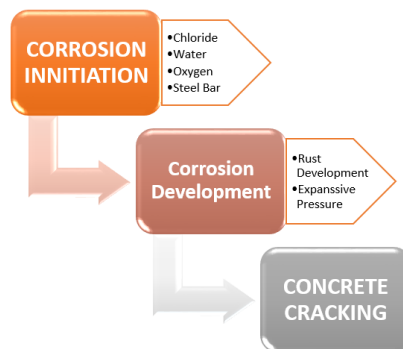 CORROSION
INNITIATION
•Chloride
•Water
•Oxygen
•Steel Bar
Corrosion
Development
•Rust
Development
•Expanssive
Pressure
CONCRETE
CRACKING